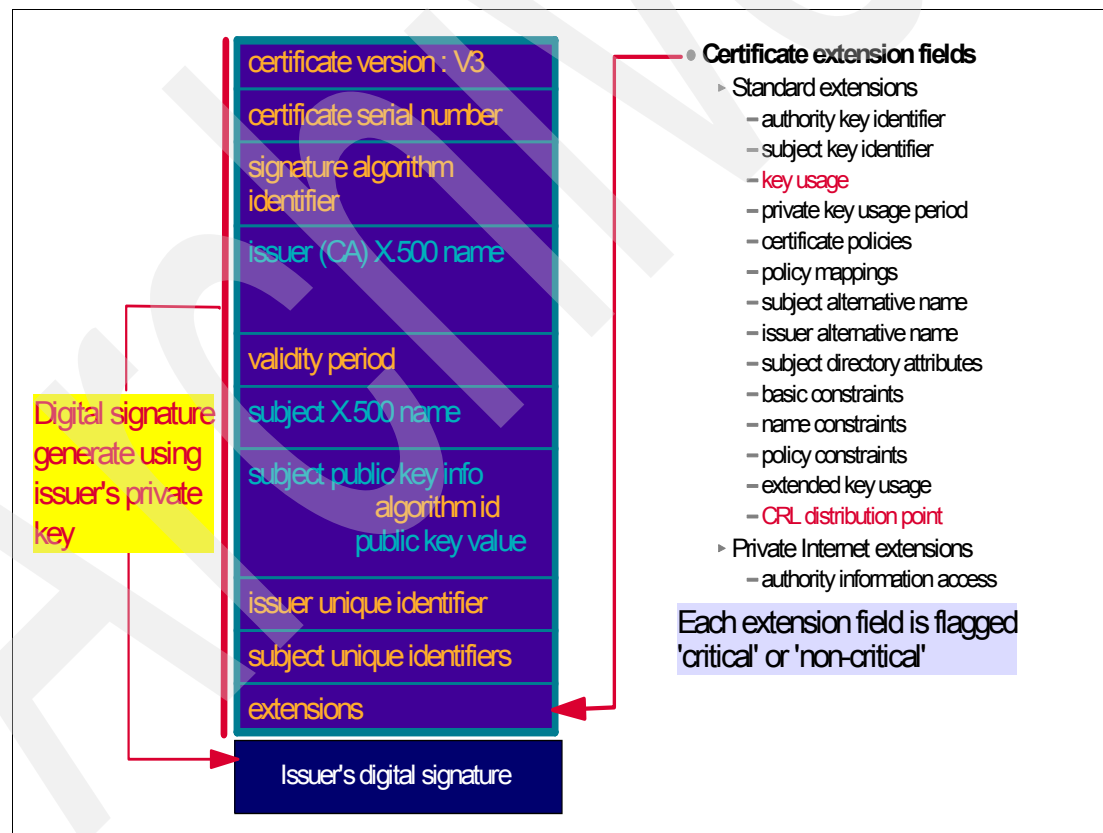 certificate version : V3
certificate serial number
signature algorithm
identifier
issuer (CA) X.500 name
validity period
subject X.500 name
subject public key info
algorithm id
public key value
issuer unique identifier
subject unique identifiers
extensions
Issuer's digital signature
Digital signature
generate using
issuer's private
key
Certificate extension fields
Standard extensions
– authority key identifier
– subject key identifier
– key usage
– private key usage period
– certificate policies
– policy mappings
– subject alternative name
– issuer alternative name
– subject directory attributes
– basic constraints
– name constraints
– policy constraints
– extended key usage
– CRL distribution point
Private Internet extensions
– authority information access
Each extension field is flagged
'critical' or 'non-critical'